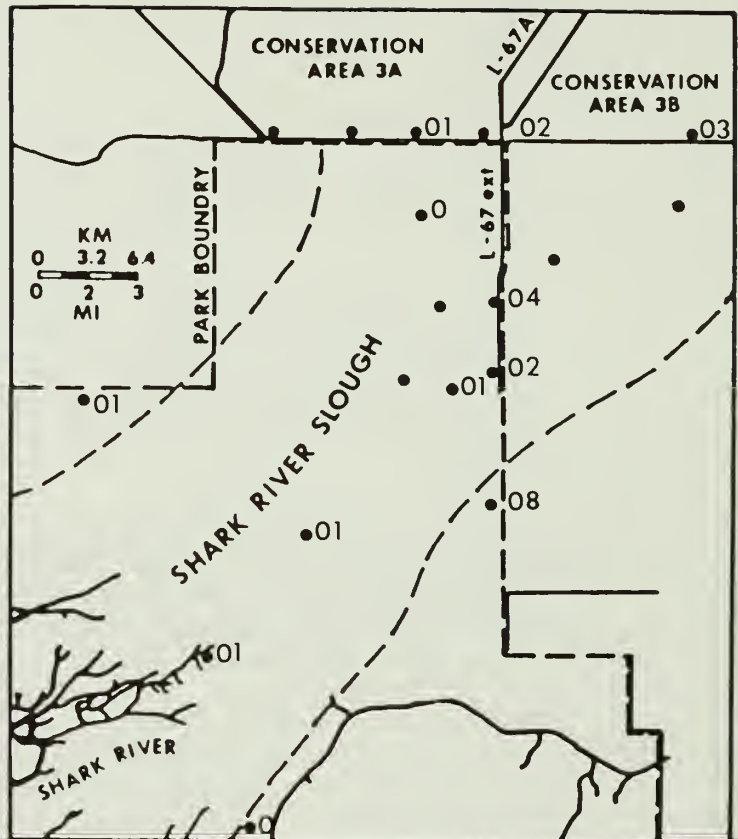 CONSERVATION
AREA 3A
L-67A
CONSERVATION
AREA 3B
01
02
03
PARK BOUNDRY
L-67 ext
0
KM
0 3.2 6.4
0 2 3
MI
04
02
01
01
SHARK RIVER SLOUGH
08
01
01
SHARK RIVER
0